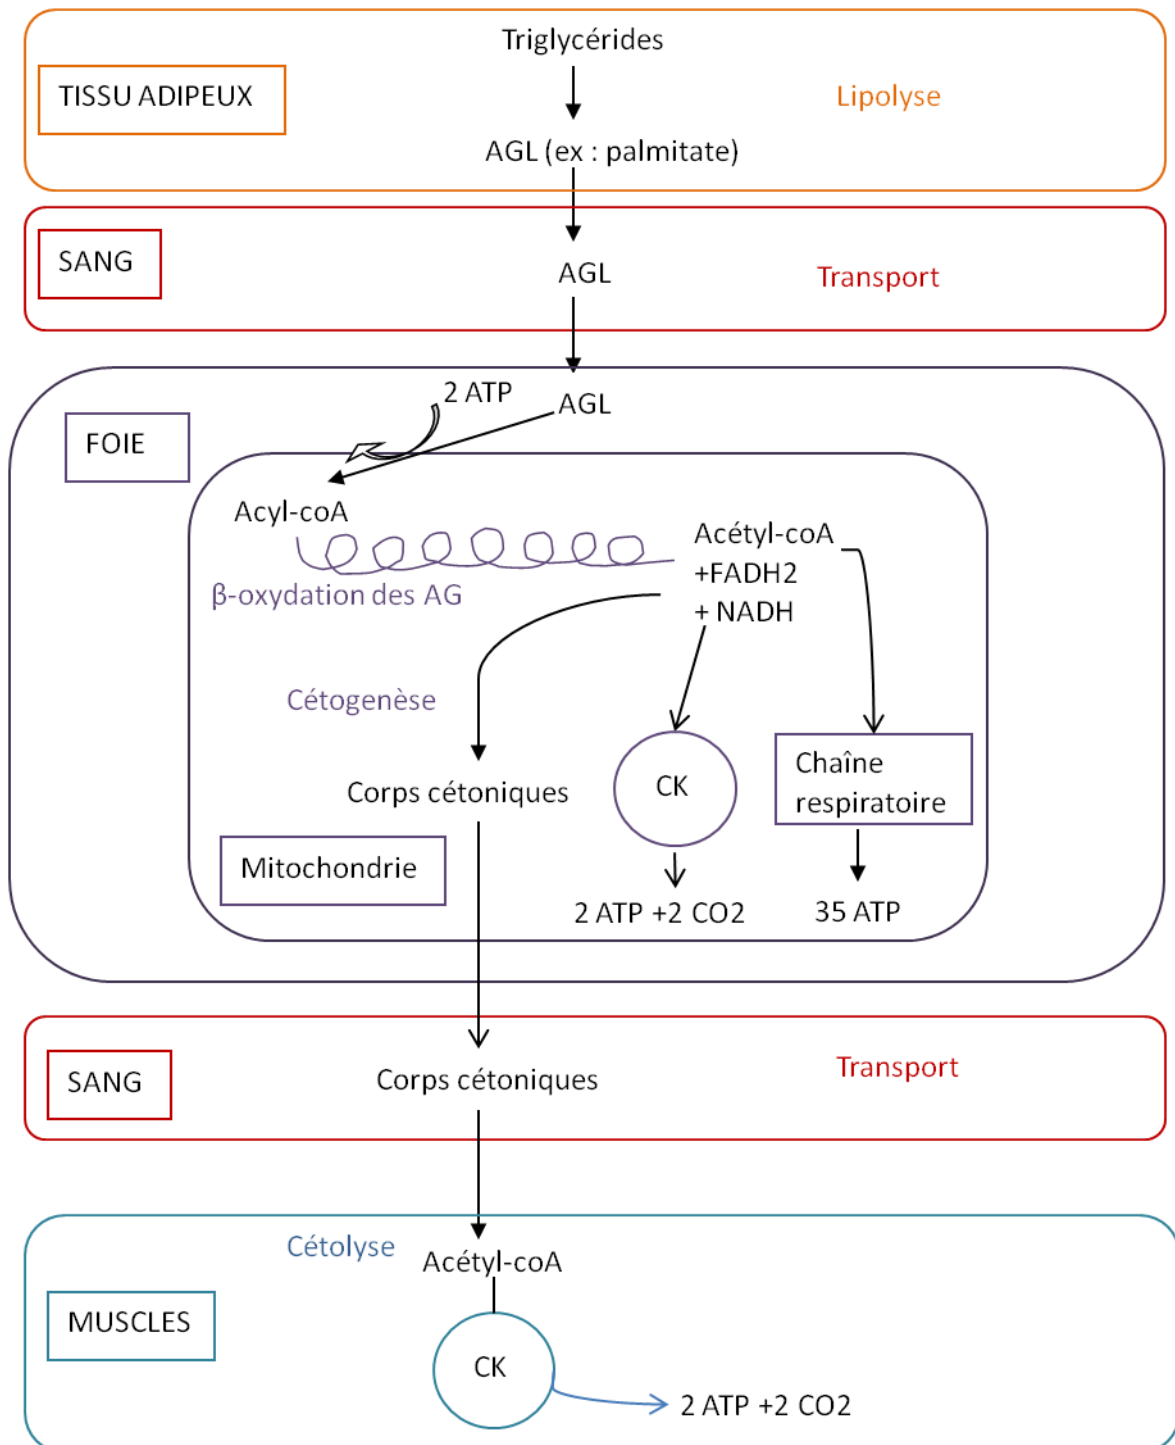 Triglycérides
TISSU ADIPEUX
Lipolyse
AGL (ex : palmitate)
SANG
AGL
Transport
2 ATP
AGL
FOIE
Acyl-coA
Acétyl-coA
+FADH2
+ NADH
β-oxydation des AG
Cétogenèse
Corps cétoniques
CK
Chaîne
respiratoire
Mitochondrie
2 ATP +2 CO2
35 ATP
SANG
Corps cétoniques
Transport
Cétolyse
Acétyl-coA
MUSCLES
CK
2 ATP +2 CO2